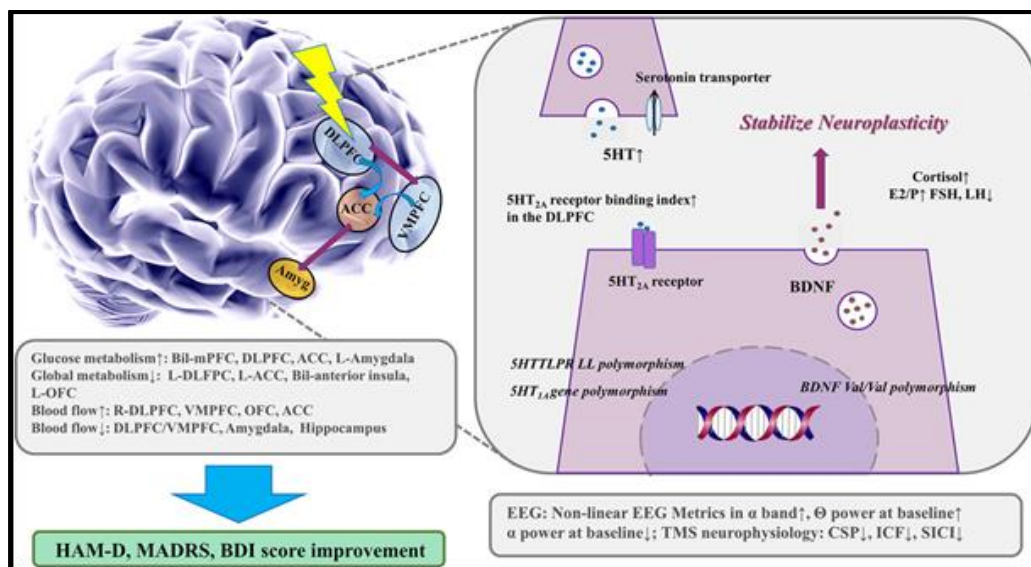 DLPFC
ACC
VMPFC
Amyg
Glucose metabolism↑: Bil-mPFC, DLPFC, ACC, L-Amygdala
Global metabolism↓: L-DLFPC, L-ACC, Bil-anterior insula,
L-OFC
Blood flow↑: R-DLPFC, VMPFC, OFC, ACC
Blood flow↓: DLPFC/VMPFC, Amygdala, Hippocampus
HAM-D, MADRS, BDI score improvement
Serotonin transporter
5HT↑
Stabilize Neuroplasticity
Cortisol↑
E2/P↑ FSH, LH↓
5HT2A receptor binding index↑
in the DLPFC
5HT2A receptor
BDNF
5HTTLPR LL polymorphism
5HT1A gene polymorphism
BDNF Val/Val polymorphism
EEG: Non-linear EEG Metrics in α band↑, Θ power at baseline↑
α power at baseline↓; TMS neurophysiology: CSP↓, ICF↓, SICI↓